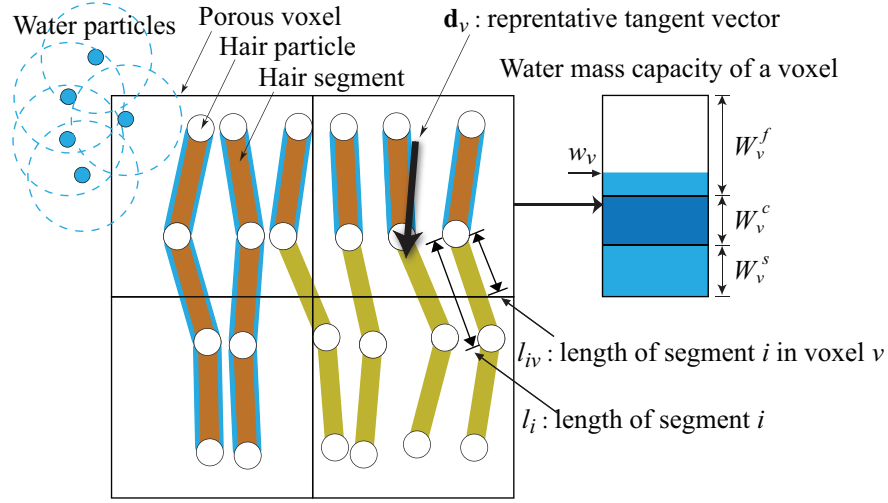 Water particles
Porous voxel
Hair particle
Hair segment
d_v : reprentative tangent vector
Water mass capacity of a voxel
W_v^f
w_v
W_v^c
W_v^s
l_iv : length of segment i in voxel v
l_i : length of segment i